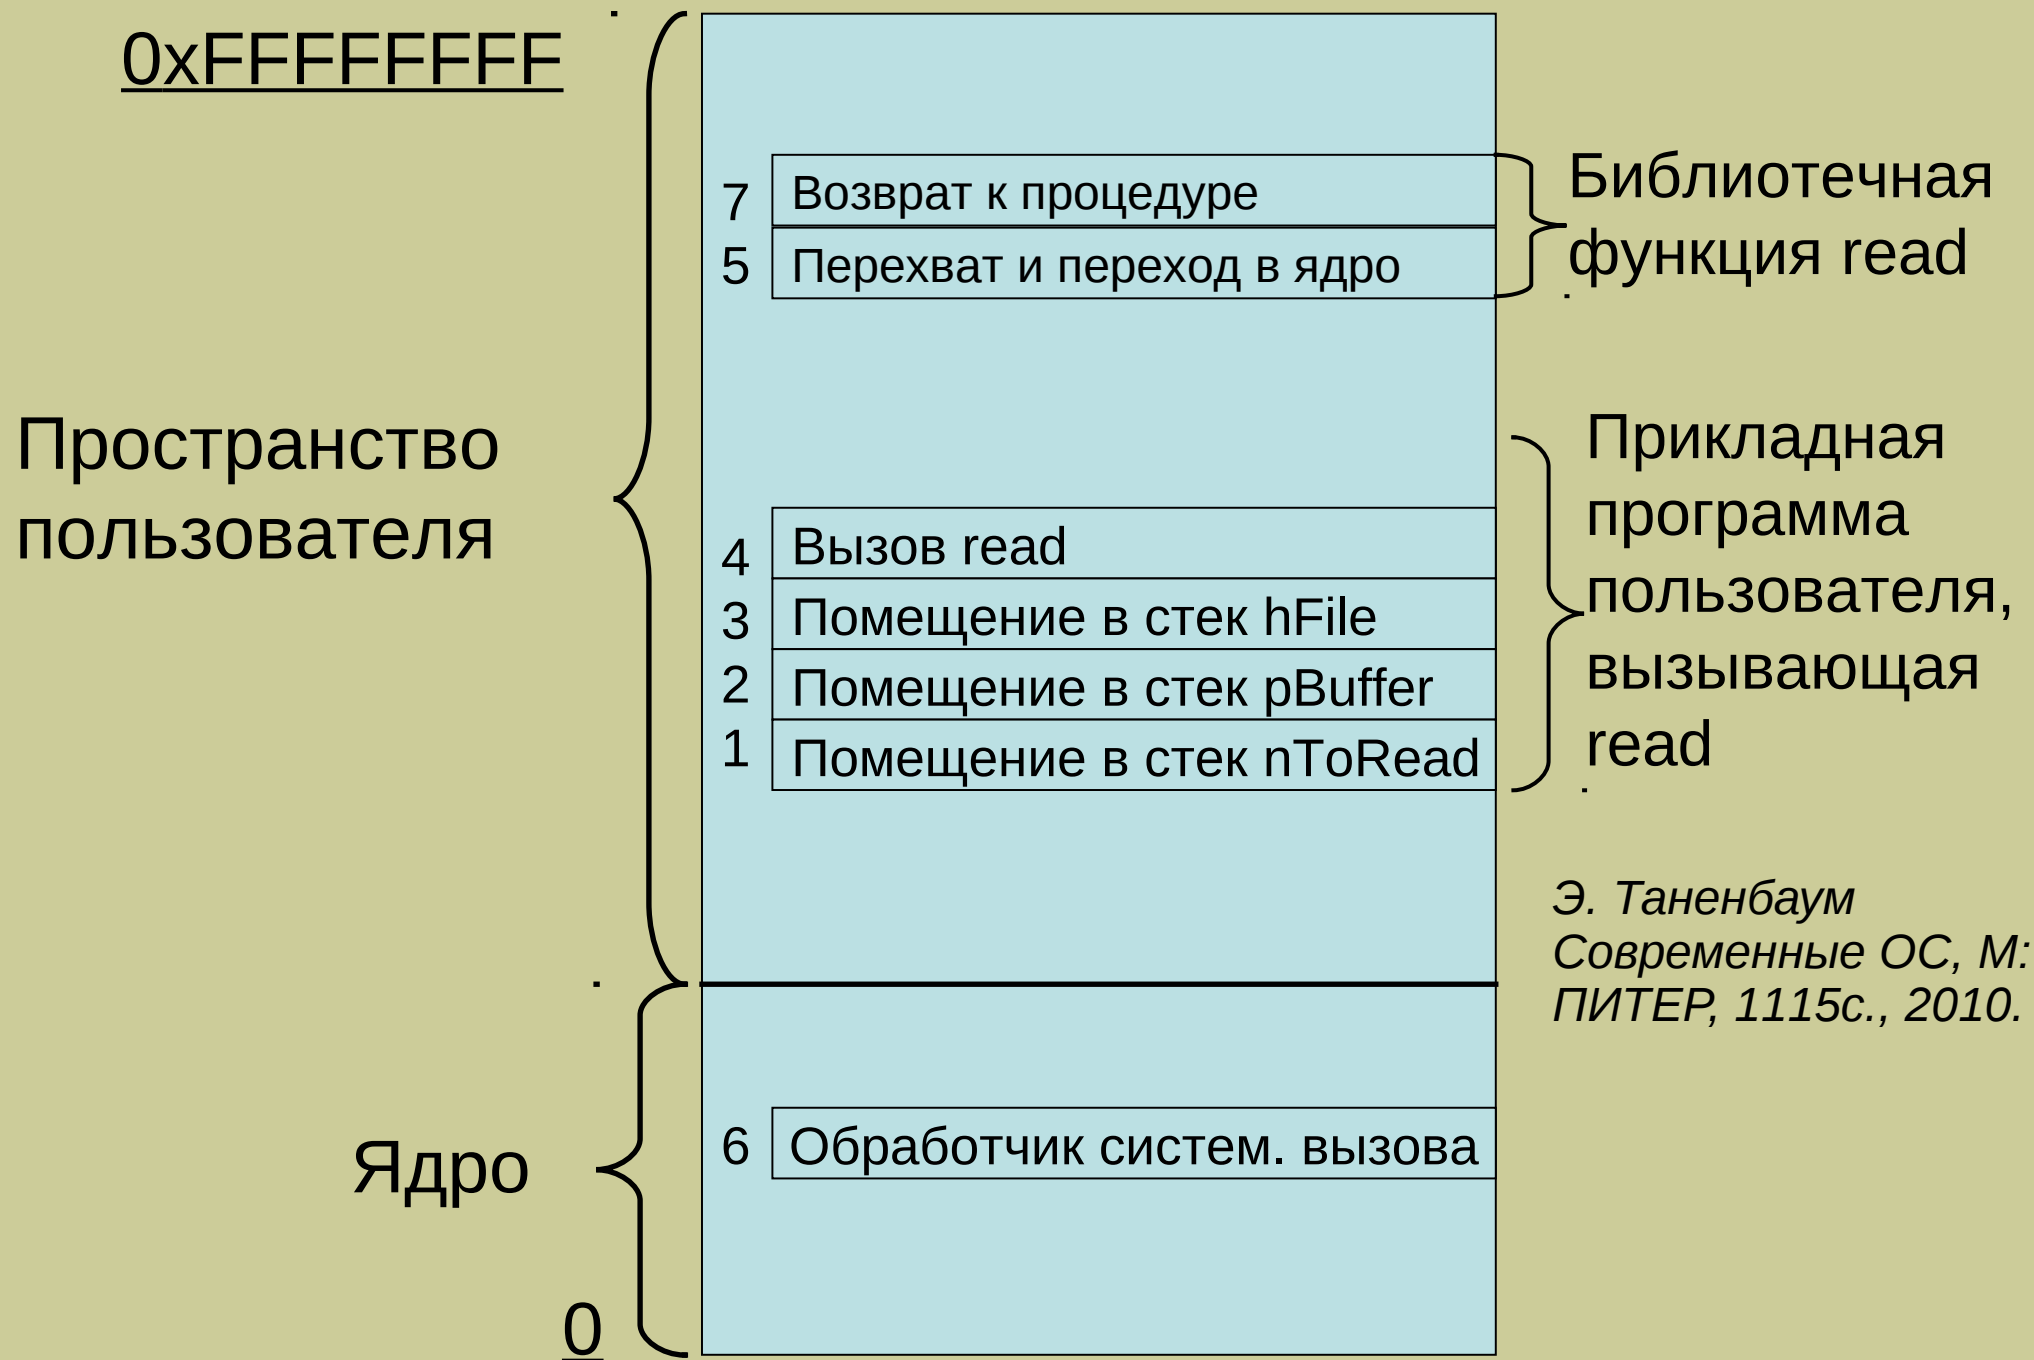 0xFFFFFFFF
7 Возврат к процедуре
5 Перехват и переход в ядро
Библиотечная
функция read
Пространство
пользователя
4 Вызов read
3 Помещение в стек hFile
2 Помещение в стек pBuffer
1 Помещение в стек nToRead
Прикладная
программа
пользователя,
вызывающая
read
Э. Таненбаум
Современные ОС, М:
ПИТЕР, 1115с., 2010.
Ядро
6 Обработчик систем. вызова
0